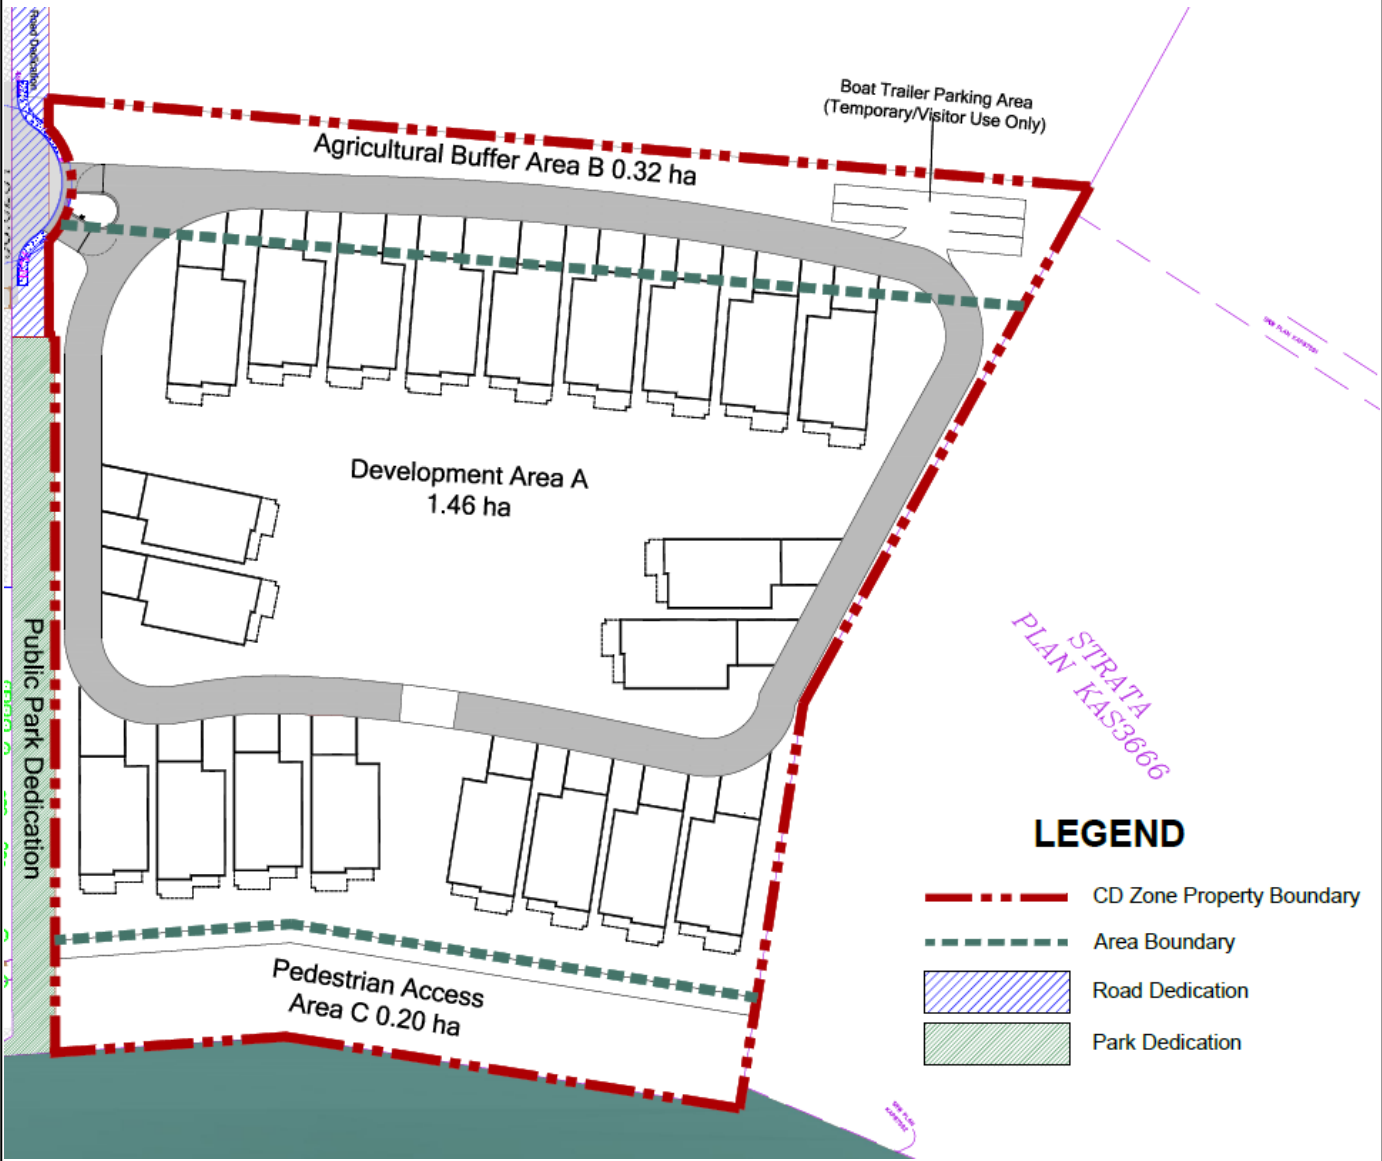 Road Dedication
Boat Trailer Parking Area
(Temporary/Visitor Use Only)
Agricultural Buffer Area B 0.32 ha
Development Area A
1.46 ha
Public Park Dedication
STRATA
PLAN KAS3666
LEGEND
CD Zone Property Boundary
Area Boundary
Road Dedication
Park Dedication
Pedestrian Access
Area C 0.20 ha